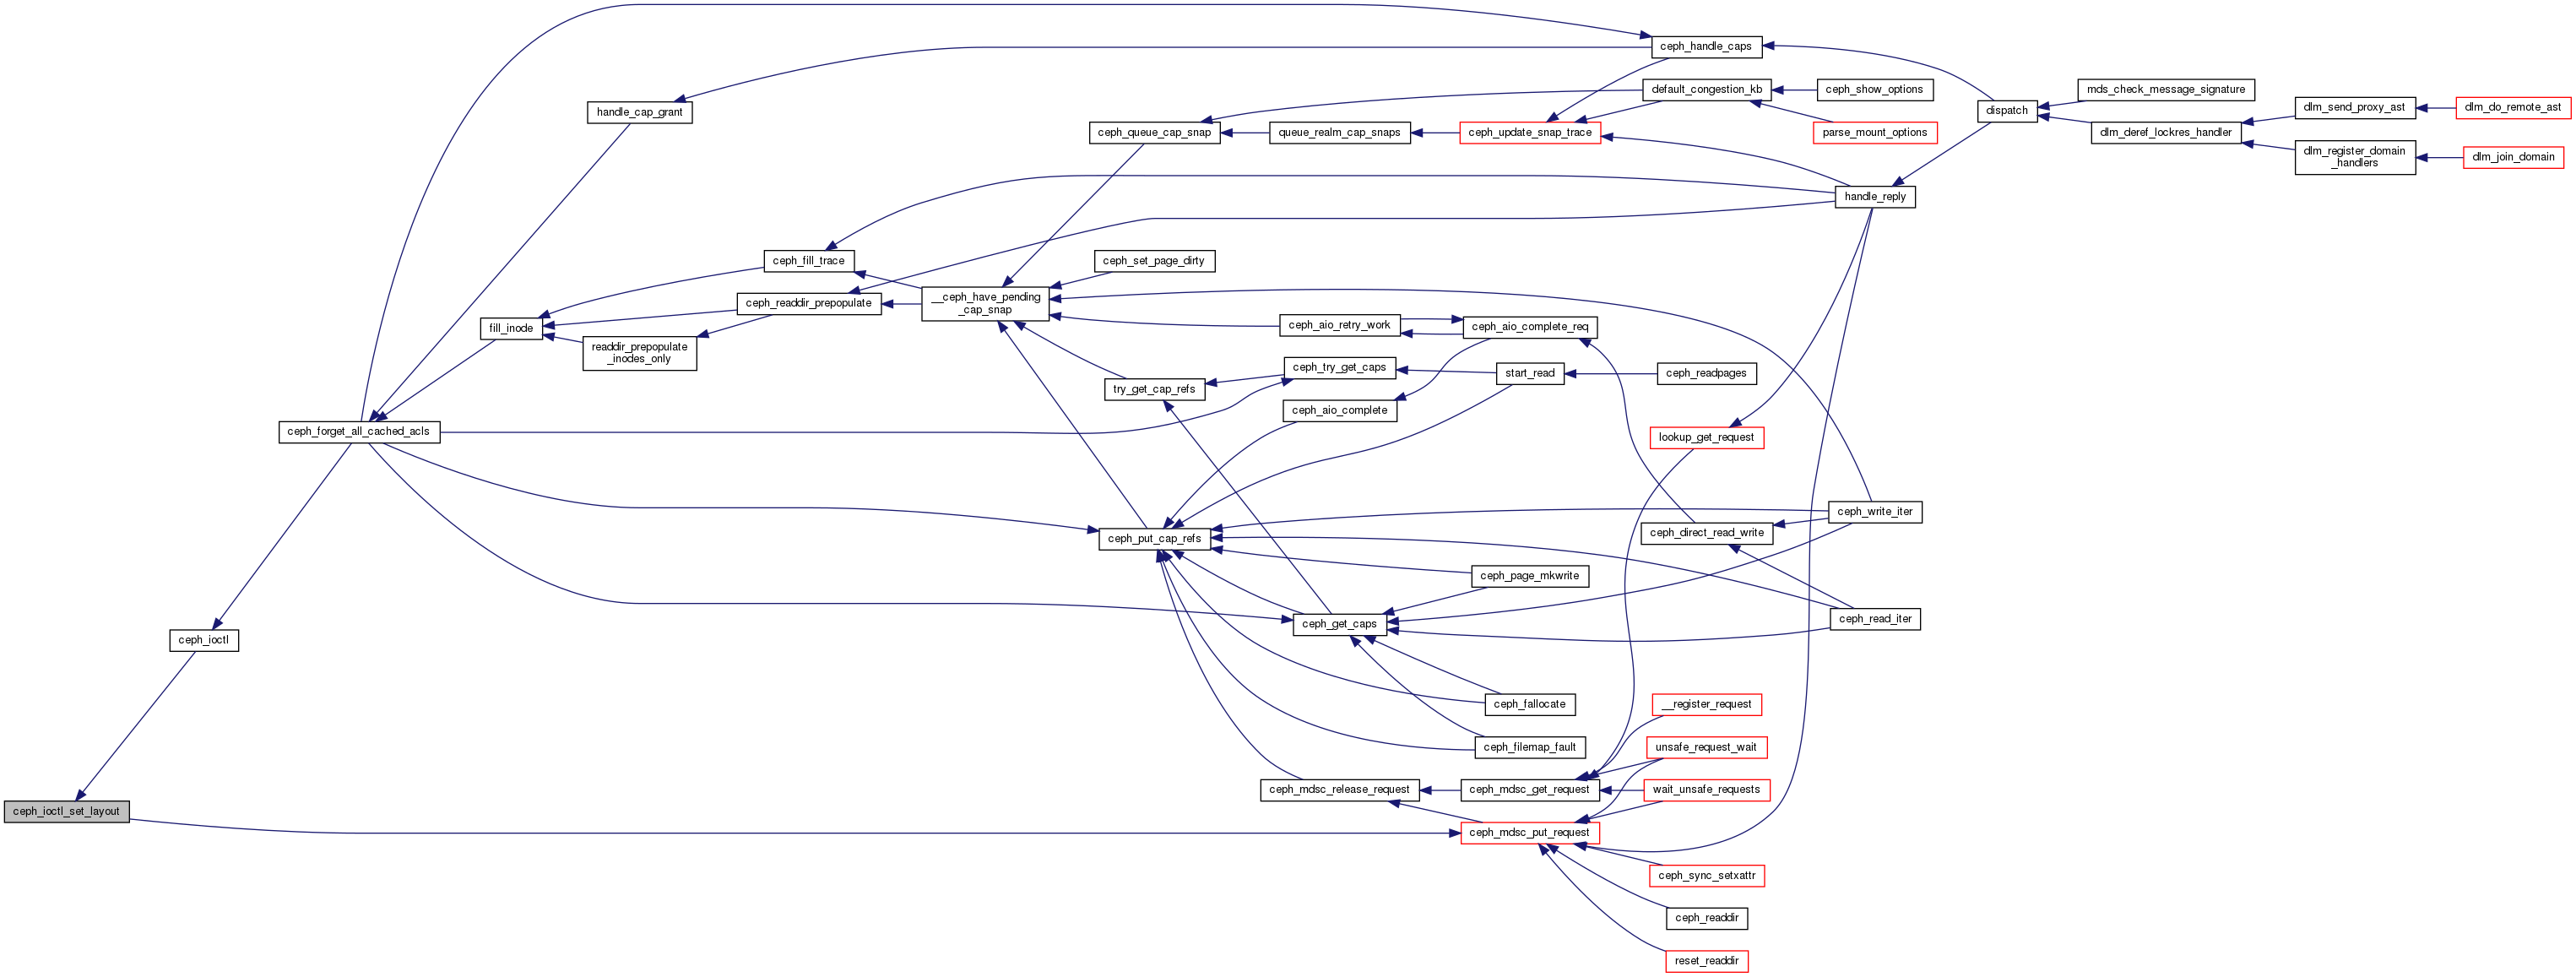 ceph_handle_caps
default_congestion_kb
ceph_show_options
mds_check_message_signature
dlm_send_proxy_ast
dlm_do_remote_ast
handle_cap_grant
dispatch
ceph_queue_cap_snap
queue_realm_cap_snaps
ceph_update_snap_trace
parse_mount_options
dlm_deref_lockres_handler
dlm_register_domain
_handlers
dlm_join_domain
handle_reply
ceph_fill_trace
ceph_set_page_dirty
ceph_readdir_prepopulate
__ceph_have_pending
_cap_snap
fill_inode
ceph_aio_retry_work
ceph_aio_complete_req
readdir_prepopulate
_inodes_only
ceph_try_get_caps
start_read
ceph_readpages
try_get_cap_refs
ceph_aio_complete
ceph_forget_all_cached_acls
lookup_get_request
ceph_write_iter
ceph_put_cap_refs
ceph_direct_read_write
ceph_page_mkwrite
ceph_get_caps
ceph_read_iter
ceph_ioctl
ceph_fallocate
__register_request
ceph_filemap_fault
unsafe_request_wait
ceph_mdsc_release_request
ceph_mdsc_get_request
wait_unsafe_requests
ceph_ioctl_set_layout
ceph_mdsc_put_request
ceph_sync_setxattr
ceph_readdir
reset_readdir